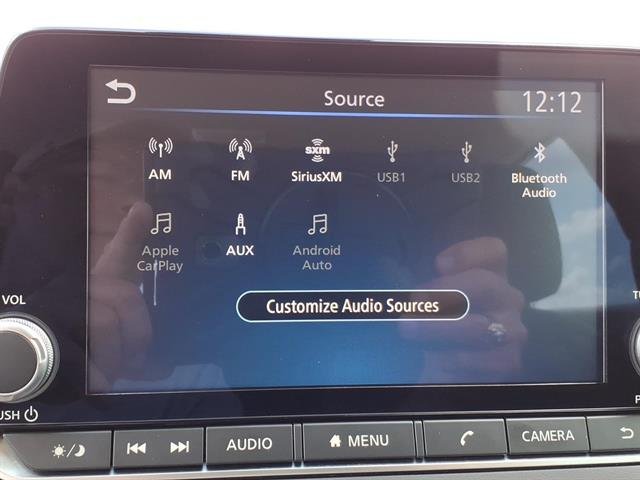 Source
12:12
AM
FM
sxm
SiriusXM
USB1
USB2
Bluetooth
Audio
Apple
CarPlay
AUX
Android
Auto
Customize Audio Sources
VOL
USH
AUDIO
MENU
CAMERA